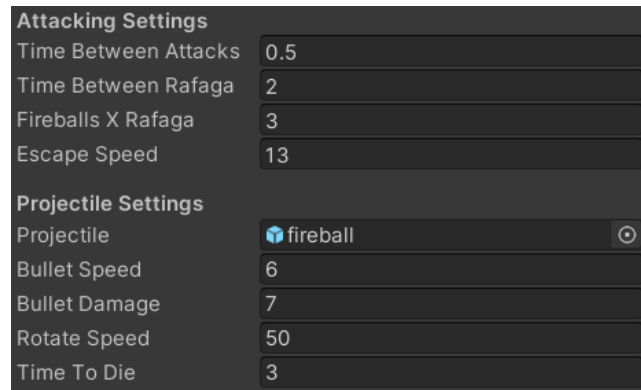 Attacking Settings
Time Between Attacks 0.5
Time Between Rafaga 2
Fireballs X Rafaga 3
Escape Speed 13
Projectile Settings
Projectile fireball
Bullet Speed 6
Bullet Damage 7
Rotate Speed 50
Time To Die 3